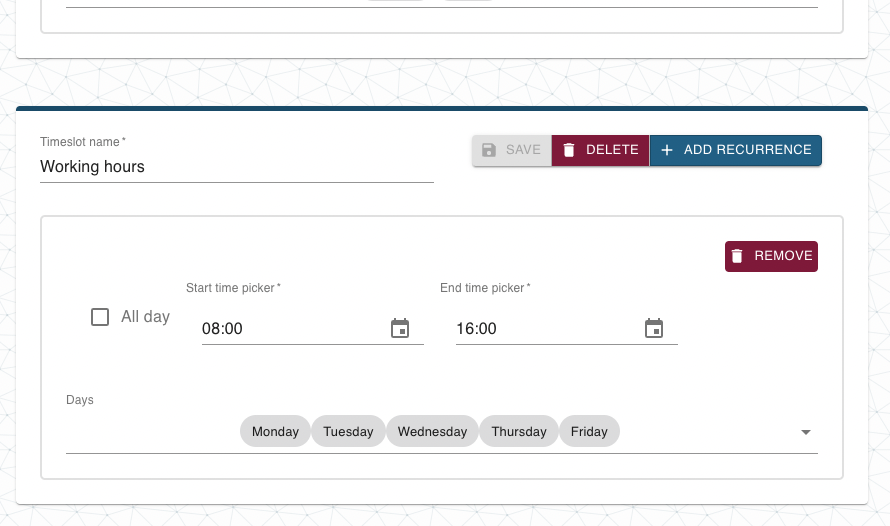 Timeslot name *
Working hours
SAVE DELETE ADD RECURRENCE
REMOVE
Start time picker * End time picker *
All day 08:00 16:00
Days
Monday Tuesday Wednesday Thursday Friday